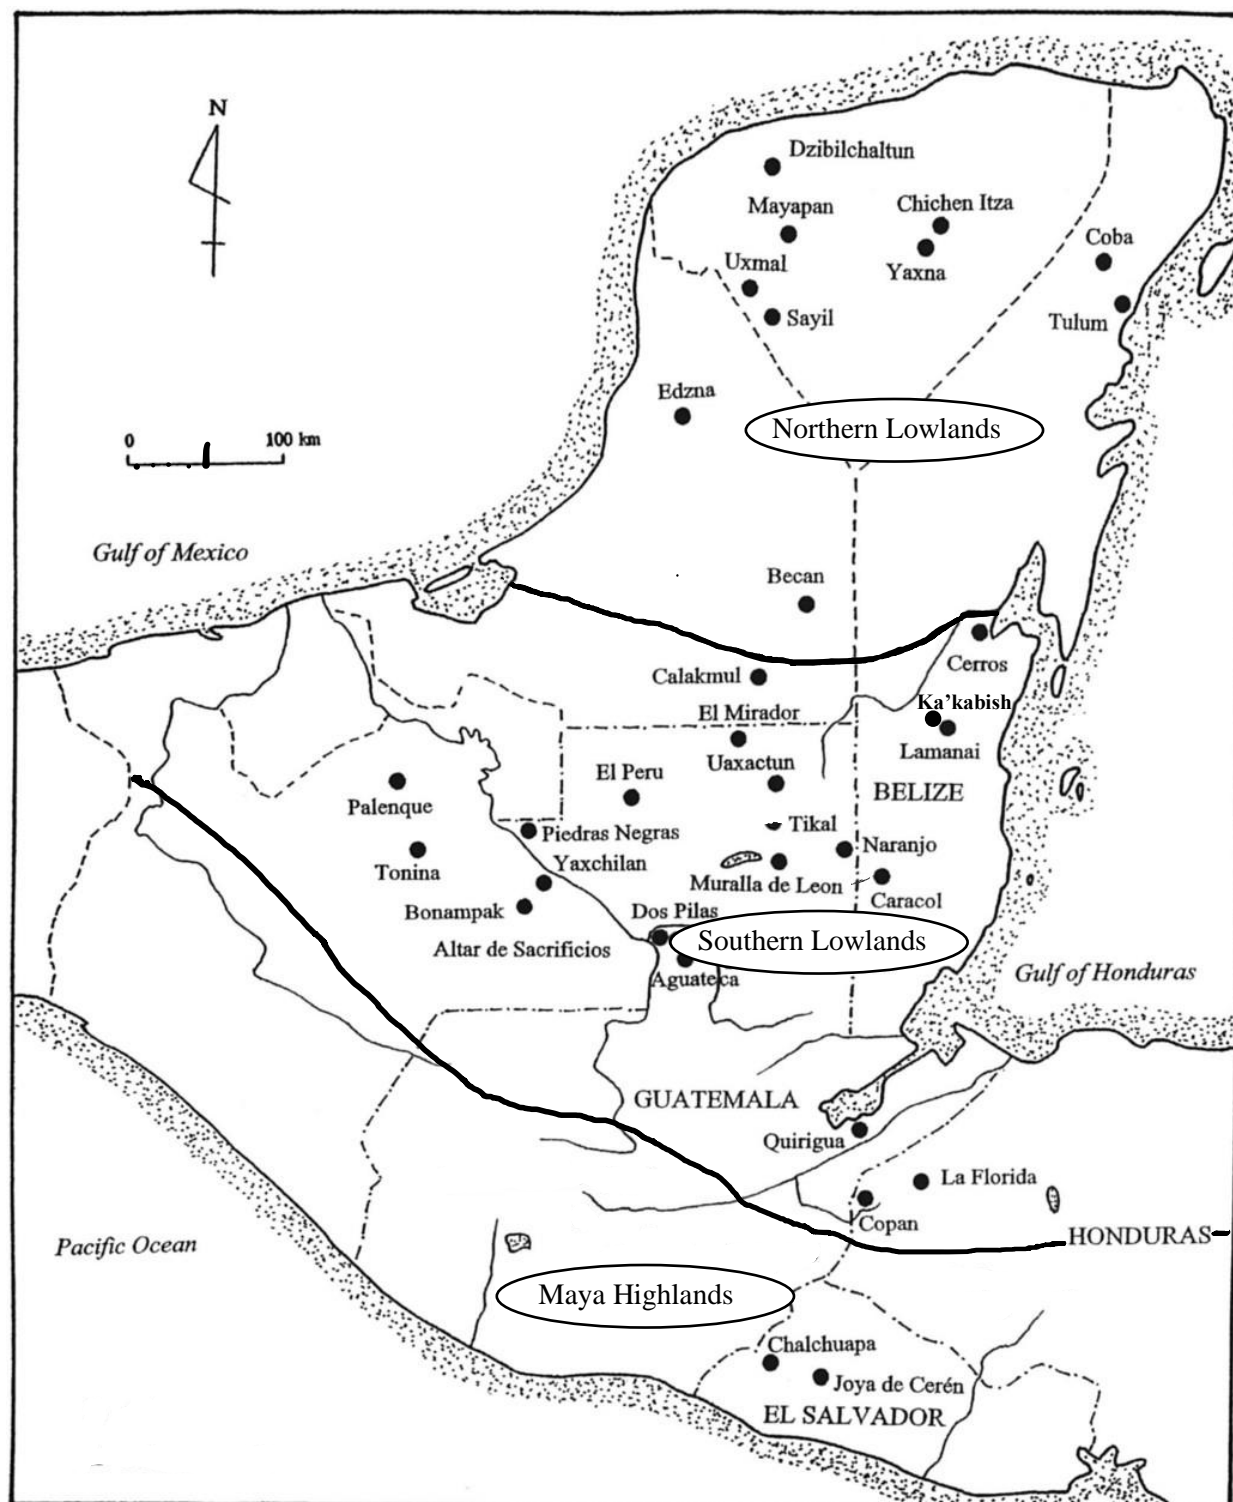 N
Dzibilchaltun
Mayapan
Chichen Itza
Coba
Uxmal
Yaxna
Sayil
Tulum
Edzna
Northern Lowlands
0 100 km
Gulf of Mexico
Becan
Cerros
Calakmul
Ka'kabish
El Mirador
Lamanai
Uaxactun
El Peru
BELIZE
Palenque
Piedras Negras
Tikal
Naranjo
Yaxchilan
Tonina
Muralla de Leon
Caracol
Bonampak
Dos Pilas
Altar de Sacrificios
Southern Lowlands
Gulf of Honduras
Aguateca
GUATEMALA
Quirigua
La Florida
Copan
HONDURAS
Pacific Ocean
Maya Highlands
Chalchuapa
Joya de Cerén
EL SALVADOR